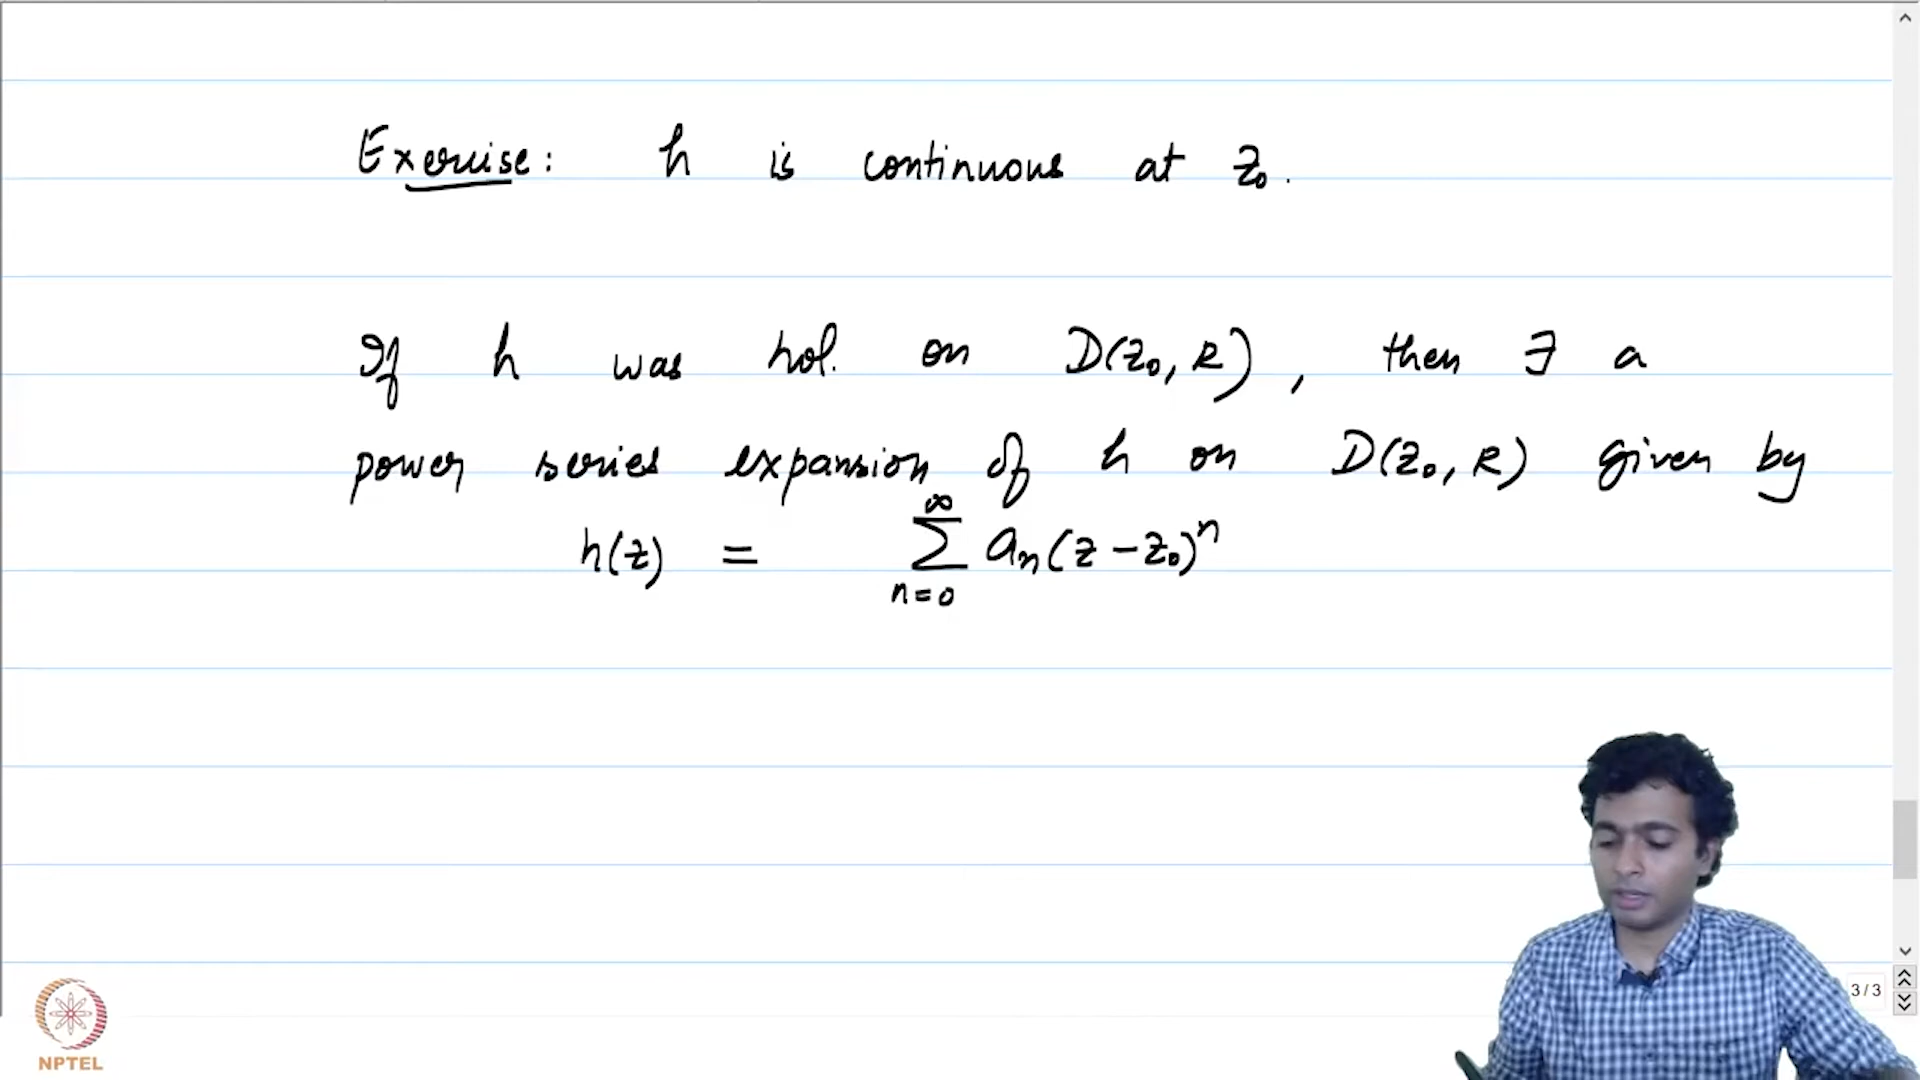 Exercise: h is continuous at z₀.
If h was hol. on D(z₀, R), then ∃ a
power series expansion of h on D(z₀, R) given by
h(z) = ∑_{n=0}^{∞} aₙ(z-z₀)ⁿ
3/3
NPTEL